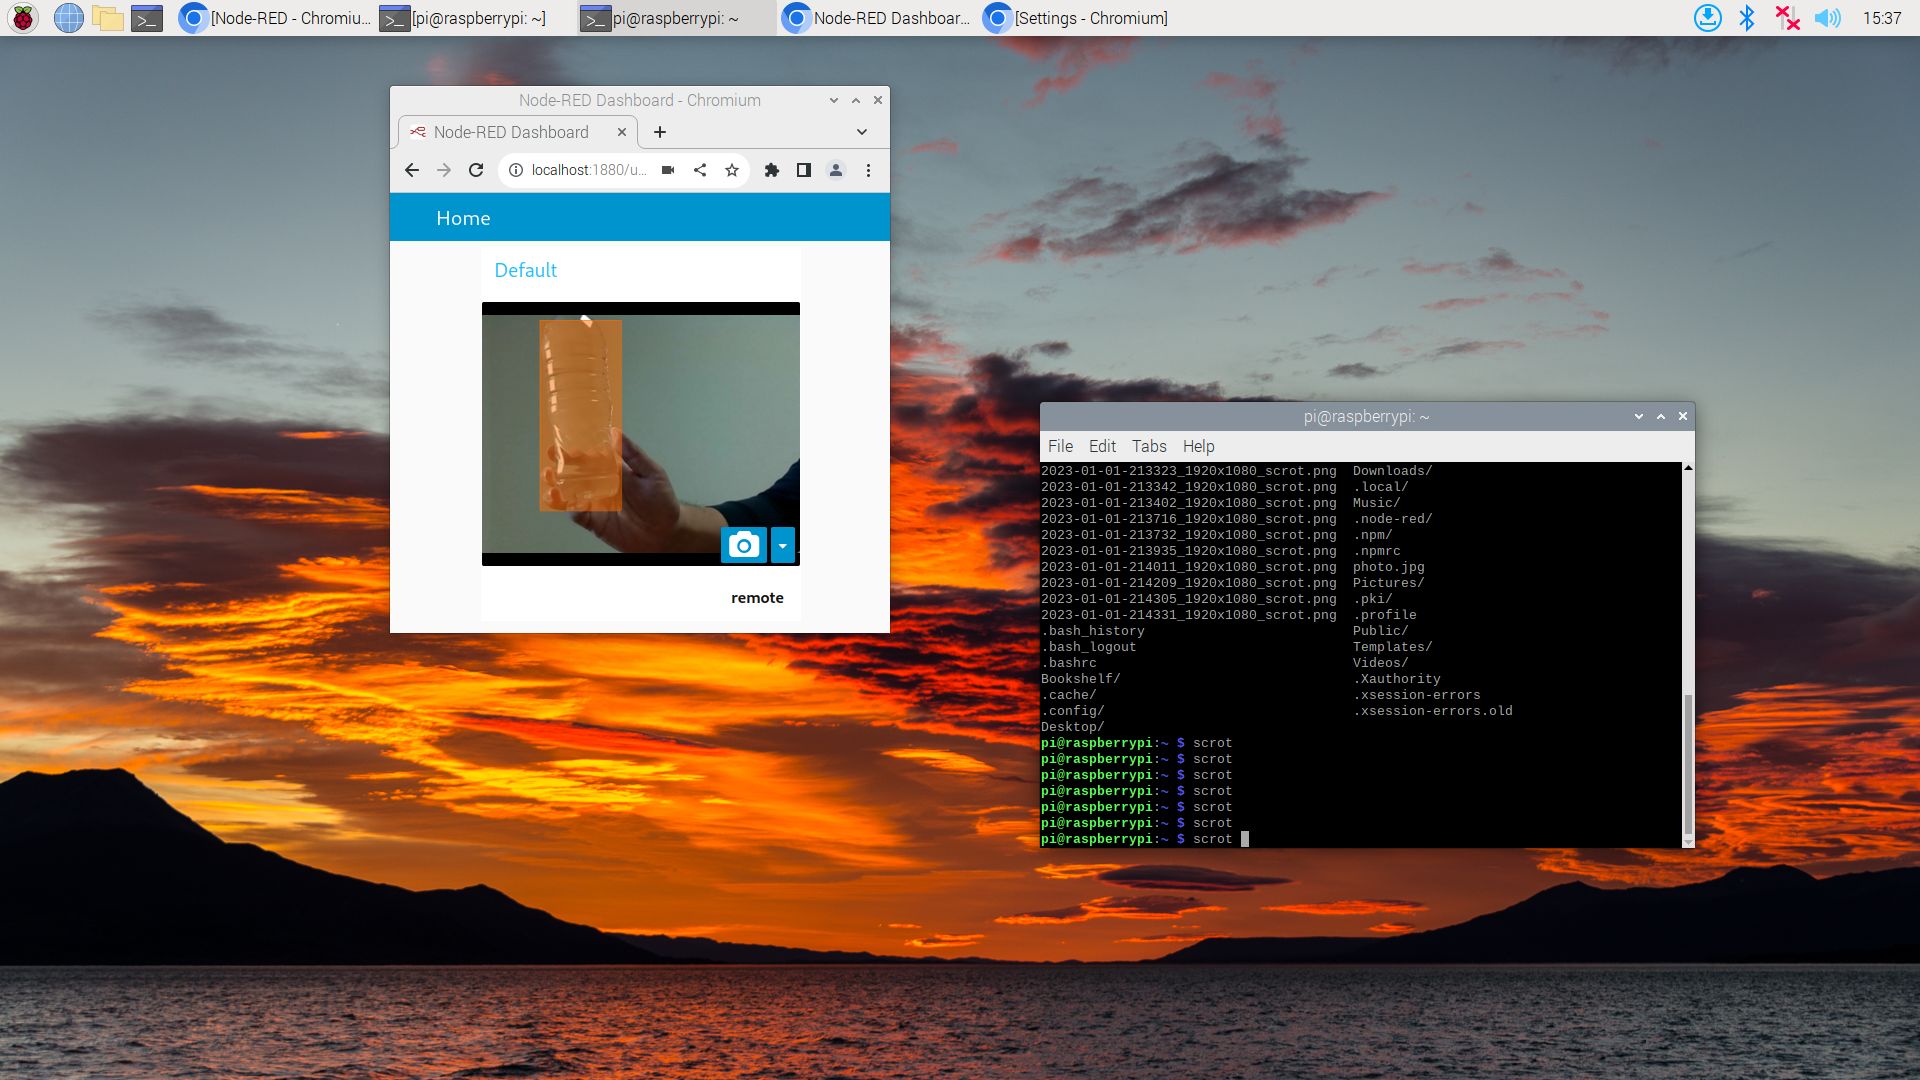 [Node-RED - Chromiu... [pi@raspberrypi: ~] pi@raspberrypi: ~ Node-RED Dashboar... [Settings - Chromium] 15:37
Node-RED Dashboard - Chromium
Node-RED Dashboard
localhost:1880/u...
Home
Default
remote
pi@raspberrypi: ~
File Edit Tabs Help
2023-01-01-213323_1920x1080_scrot.png Downloads/
2023-01-01-213342_1920x1080_scrot.png .local/
2023-01-01-213402_1920x1080_scrot.png Music/
2023-01-01-213716_1920x1080_scrot.png .node-red/
2023-01-01-213732_1920x1080_scrot.png .npm/
2023-01-01-213935_1920x1080_scrot.png .npmrc
2023-01-01-214011_1920x1080_scrot.png photo.jpg
2023-01-01-214209_1920x1080_scrot.png Pictures/
2023-01-01-214305_1920x1080_scrot.png .pki/
2023-01-01-214331_1920x1080_scrot.png .profile
.bash_history Public/
.bash_logout Templates/
.bashrc Videos/
Bookshelf/ .Xauthority
.cache/ .xsession-errors
.config/ .xsession-errors.old
Desktop/
pi@raspberrypi:~ $ scrot
pi@raspberrypi:~ $ scrot
pi@raspberrypi:~ $ scrot
pi@raspberrypi:~ $ scrot
pi@raspberrypi:~ $ scrot
pi@raspberrypi:~ $ scrot
pi@raspberrypi:~ $ scrot